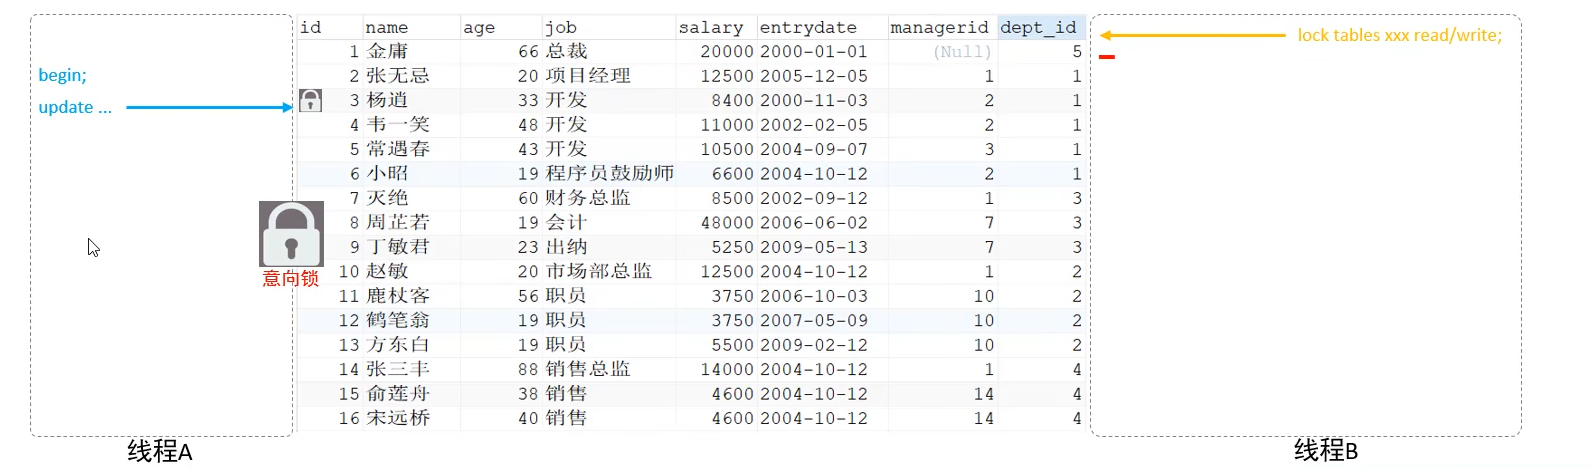 id name age job salary entrydate managerid dept_id
lock tables xxx read/write;
1 金庸 66 总裁 20000 2000-01-01 (Null) 5
begin;
2 张无忌 20 项目经理 12500 2005-12-05 1 1
update ...
3 杨逍 33 开发 8400 2000-11-03 2 1
4 韦一笑 48 开发 11000 2002-02-05 2 1
5 常遇春 43 开发 10500 2004-09-07 3 1
6 小昭 19 程序员鼓励师 6600 2004-10-12 2 1
7 灭绝 60 财务总监 8500 2002-09-12 1 3
8 周芷若 19 会计 48000 2006-06-02 7 3
9 丁敏君 23 出纳 5250 2009-05-13 7 3
意向锁
10 赵敏 20 市场部总监 12500 2004-10-12 1 2
11 鹿杖客 56 职员 3750 2006-10-03 10 2
12 鹤笔翁 19 职员 3750 2007-05-09 10 2
13 方东白 19 职员 5500 2009-02-12 10 2
14 张三丰 88 销售总监 14000 2004-10-12 1 4
15 俞莲舟 38 销售 4600 2004-10-12 14 4
16 宋远桥 40 销售 4600 2004-10-12 14 4
线程A
线程B